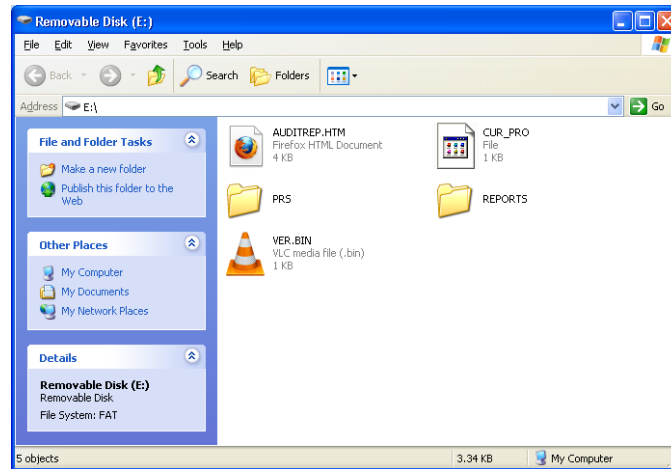 Removable Disk (E:)
File Edit View Favorites Tools Help
Back Search Folders
Address E:\ Go
File and Folder Tasks
Make a new folder
Publish this folder to the
Web
Other Places
My Computer
My Documents
My Network Places
Details
Removable Disk (E:)
Removable Disk
File System: FAT
AUDITREP.HTM
Firefox HTML Document
4 KB
CUR_PRO
File
1 KB
PRS
REPORTS
VER.BIN
VLC media file (.bin)
1 KB
5 objects 3.34 KB My Computer